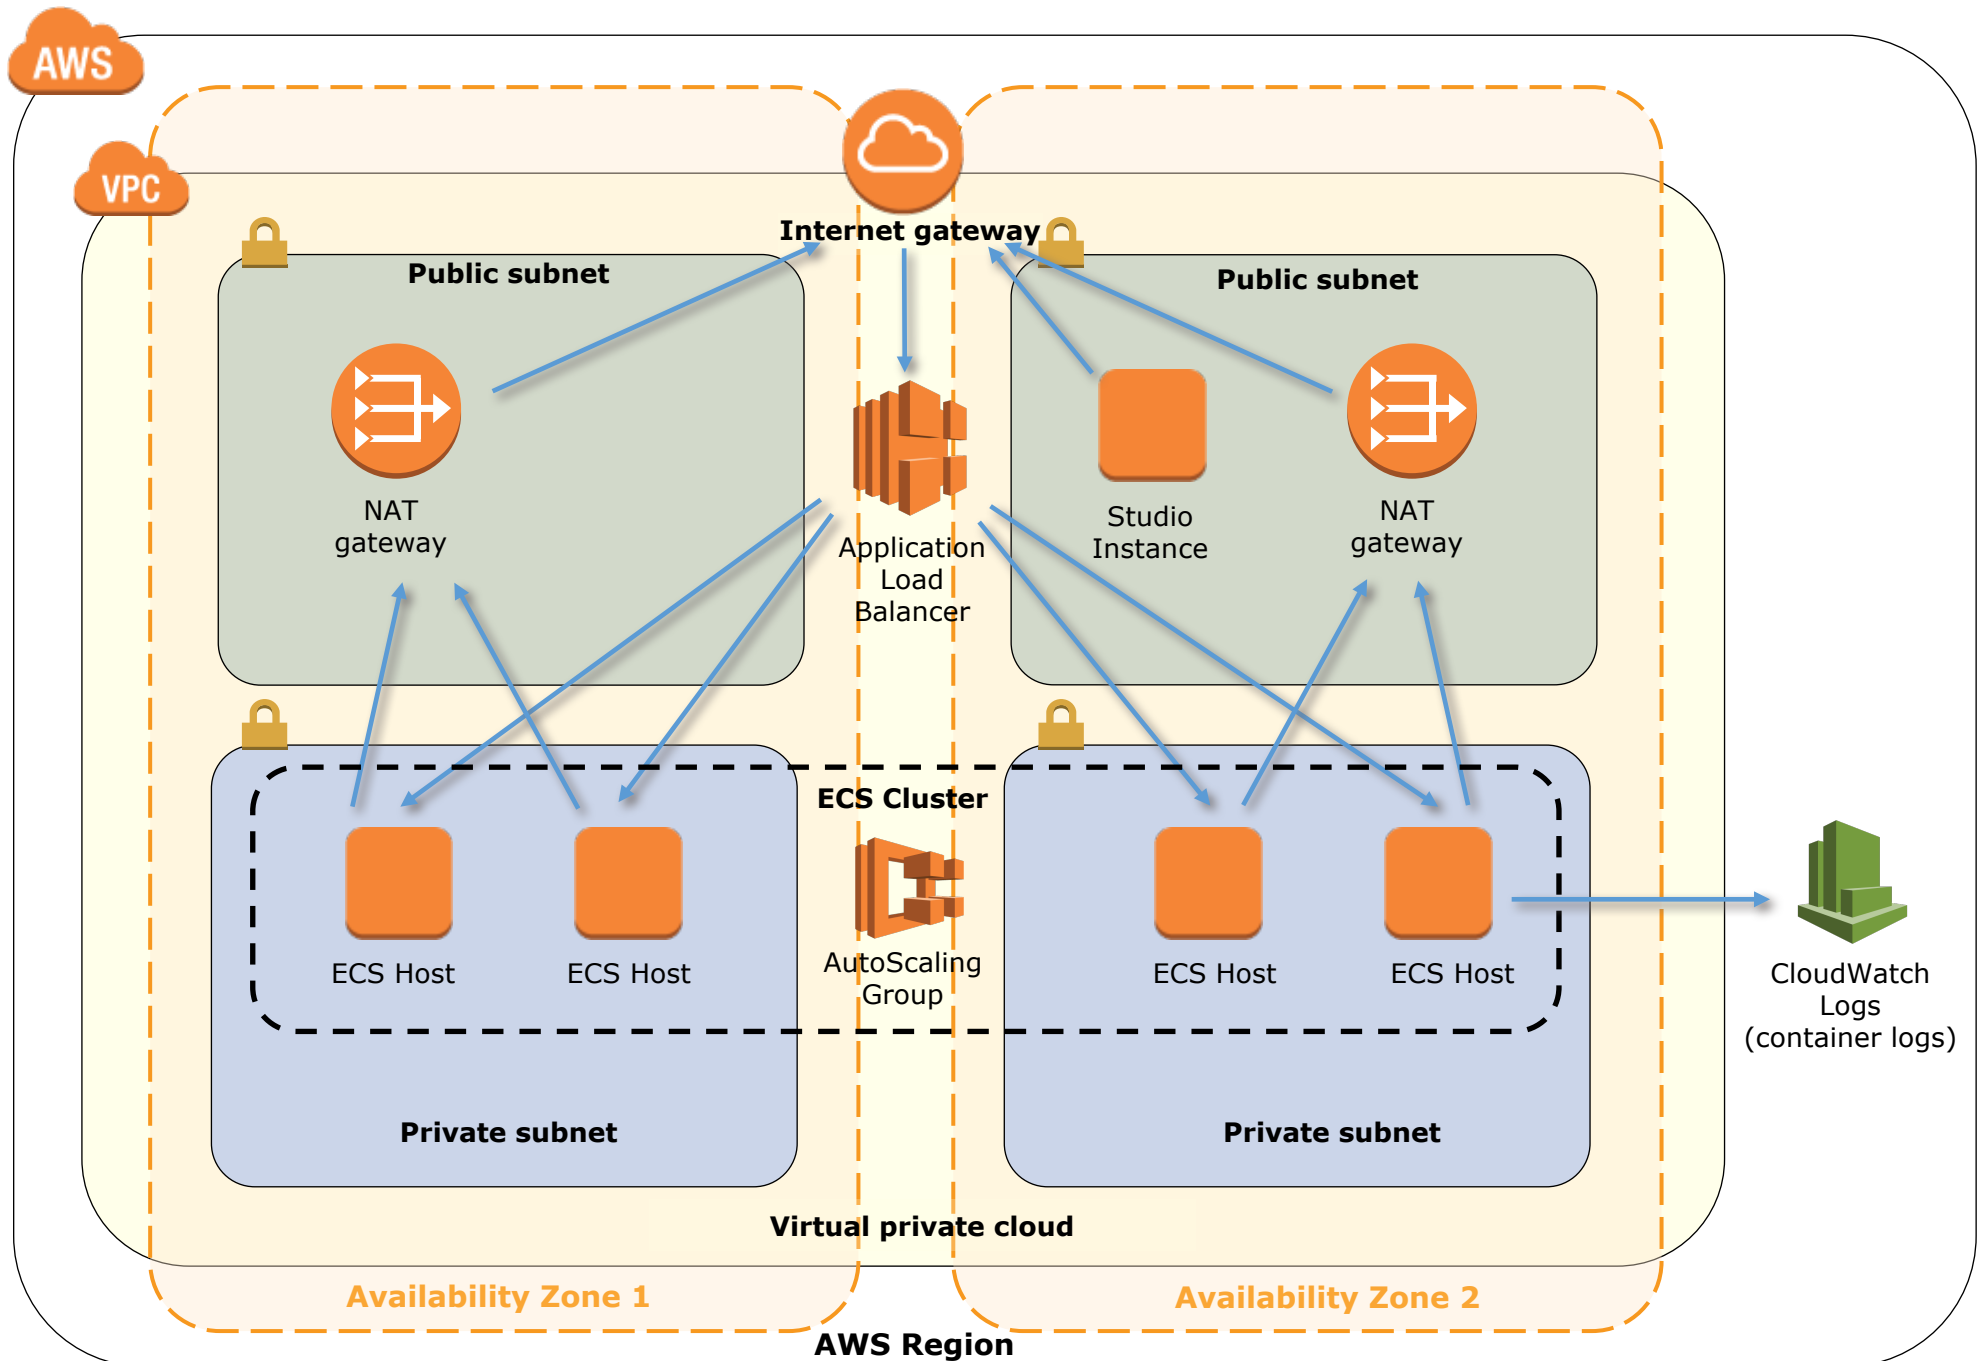 AWS
VPC
Internet gateway
Public subnet
Public subnet
NAT
gateway
Application
Load
Balancer
Studio
Instance
NAT
gateway
ECS Cluster
ECS Host
ECS Host
AutoScaling
Group
ECS Host
ECS Host
CloudWatch
Logs
(container logs)
Private subnet
Private subnet
Virtual private cloud
Availability Zone 1
Availability Zone 2
AWS Region